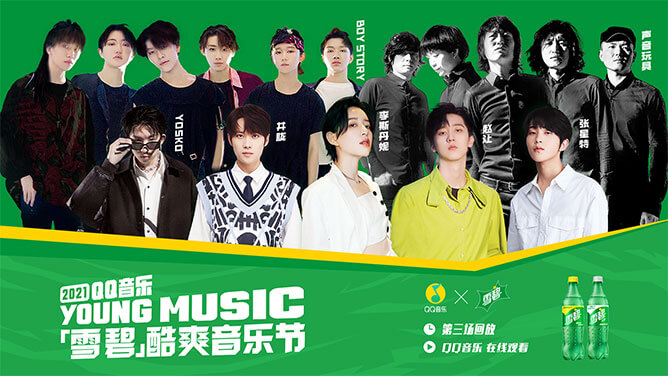 BOY STORY
声音玩具
YOSKO
井胧
李斯丹妮
赵让
张星特
2021 QQ音乐
YOUNG MUSIC
「雪碧」酷爽音乐节
QQ音乐 × 雪碧
第三场回放
QQ音乐 在线观看
雪碧
雪碧